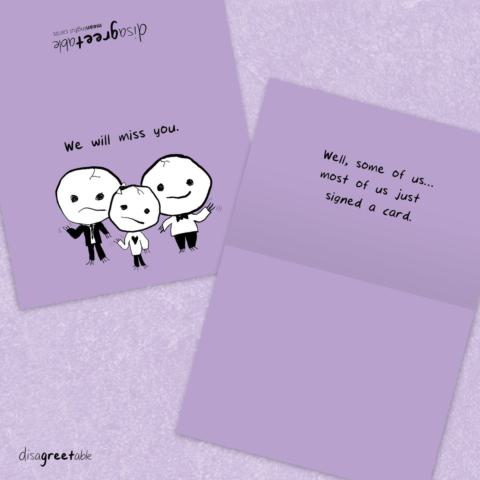 disagreetable
meaningful cards
We will miss you.
Well, some of us...
most of us just
signed a card.
disagreetable